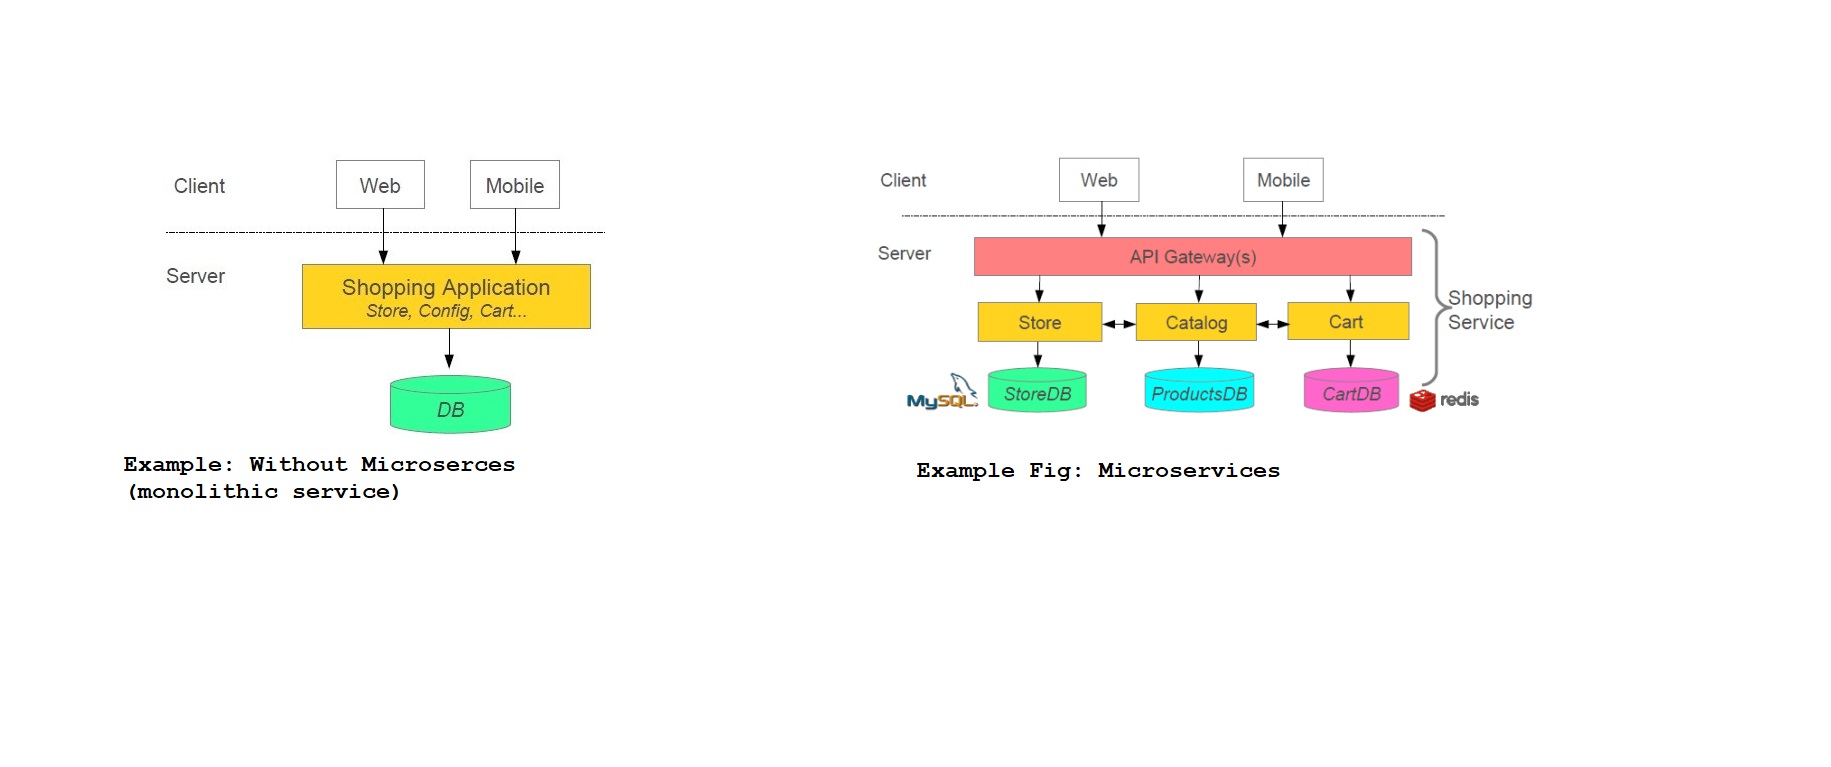 Client
Web
Mobile
Server
Shopping Application
Store, Config, Cart...
DB
Example: Without Microserces
(monolithic service)
Client
Web
Mobile
Server
API Gateway(s)
Shopping
Service
Store
Catalog
Cart
MySQL
StoreDB
ProductsDB
CartDB
redis
Example Fig: Microservices